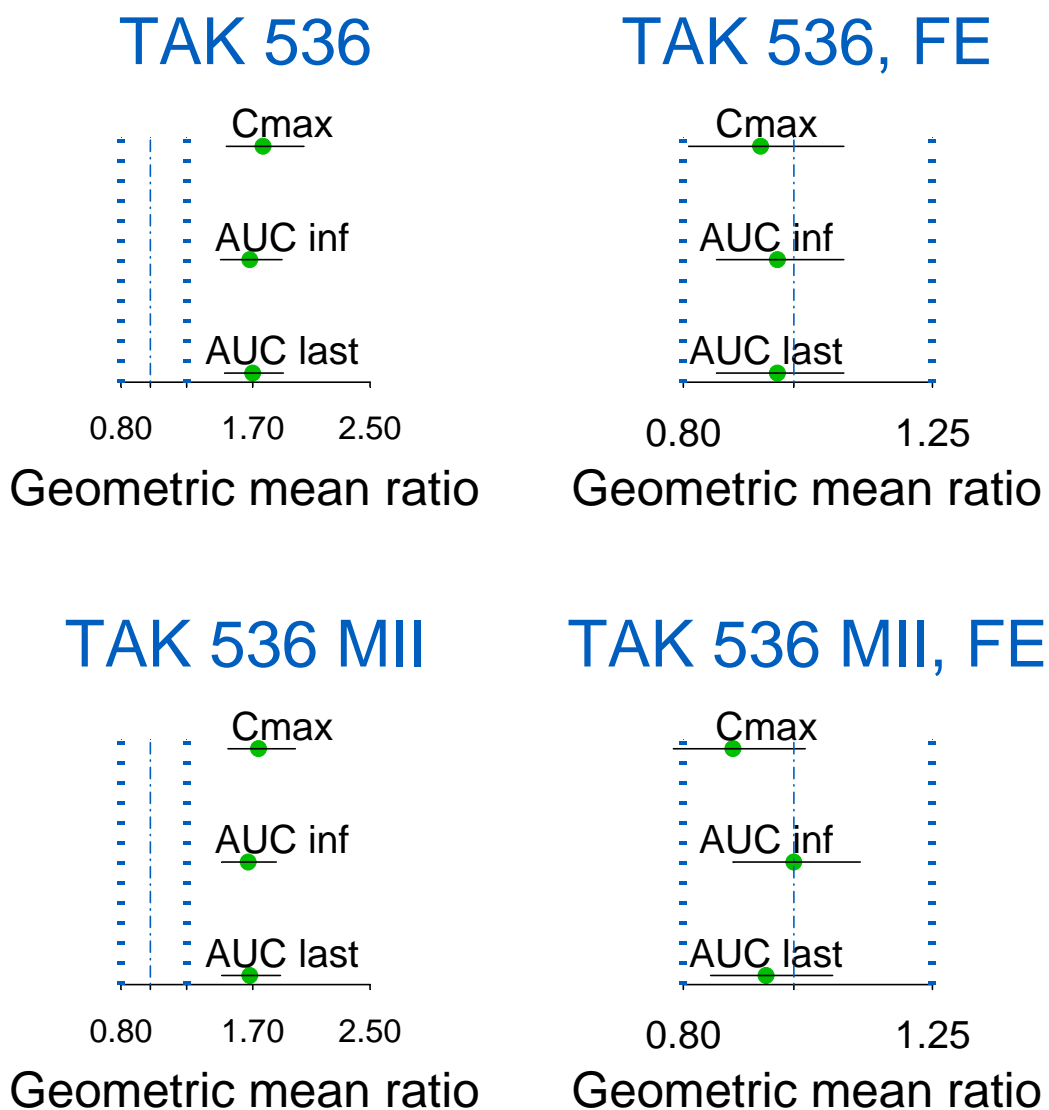 TAK 536
Cmax
AUC inf
AUC last
0.80 1.70 2.50
Geometric mean ratio
TAK 536, FE
Cmax
AUC inf
AUC last
0.80 1.25
Geometric mean ratio
TAK 536 MII
Cmax
AUC inf
AUC last
0.80 1.70 2.50
Geometric mean ratio
TAK 536 MII, FE
Cmax
AUC inf
AUC last
0.80 1.25
Geometric mean ratio